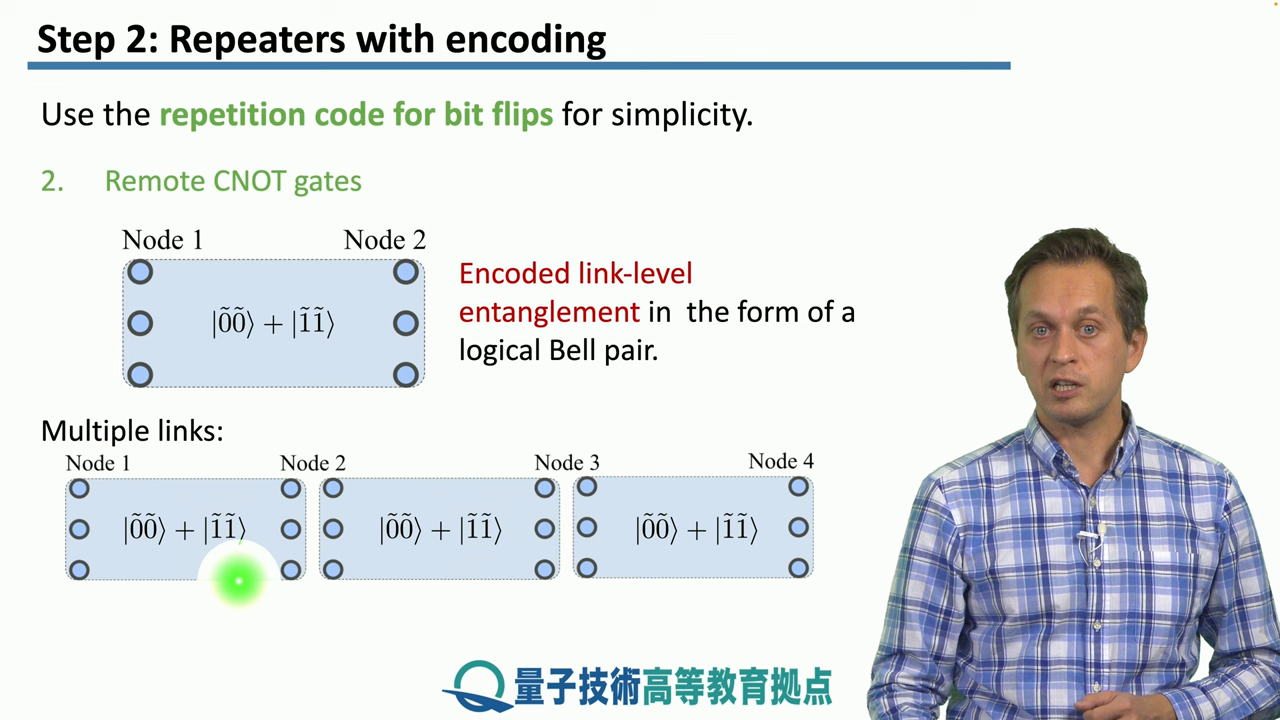 Step 2: Repeaters with encoding
Use the repetition code for bit flips for simplicity.
2. Remote CNOT gates
Node 1 Node 2
|0̃0̃⟩ + |1̃1̃⟩
Encoded link-level
entanglement in the form of a
logical Bell pair.
Multiple links:
Node 1 Node 2 Node 3 Node 4
|0̃0̃⟩ + |1̃1̃⟩ |0̃0̃⟩ + |1̃1̃⟩ |0̃0̃⟩ + |1̃1̃⟩
量子技術高等教育拠点